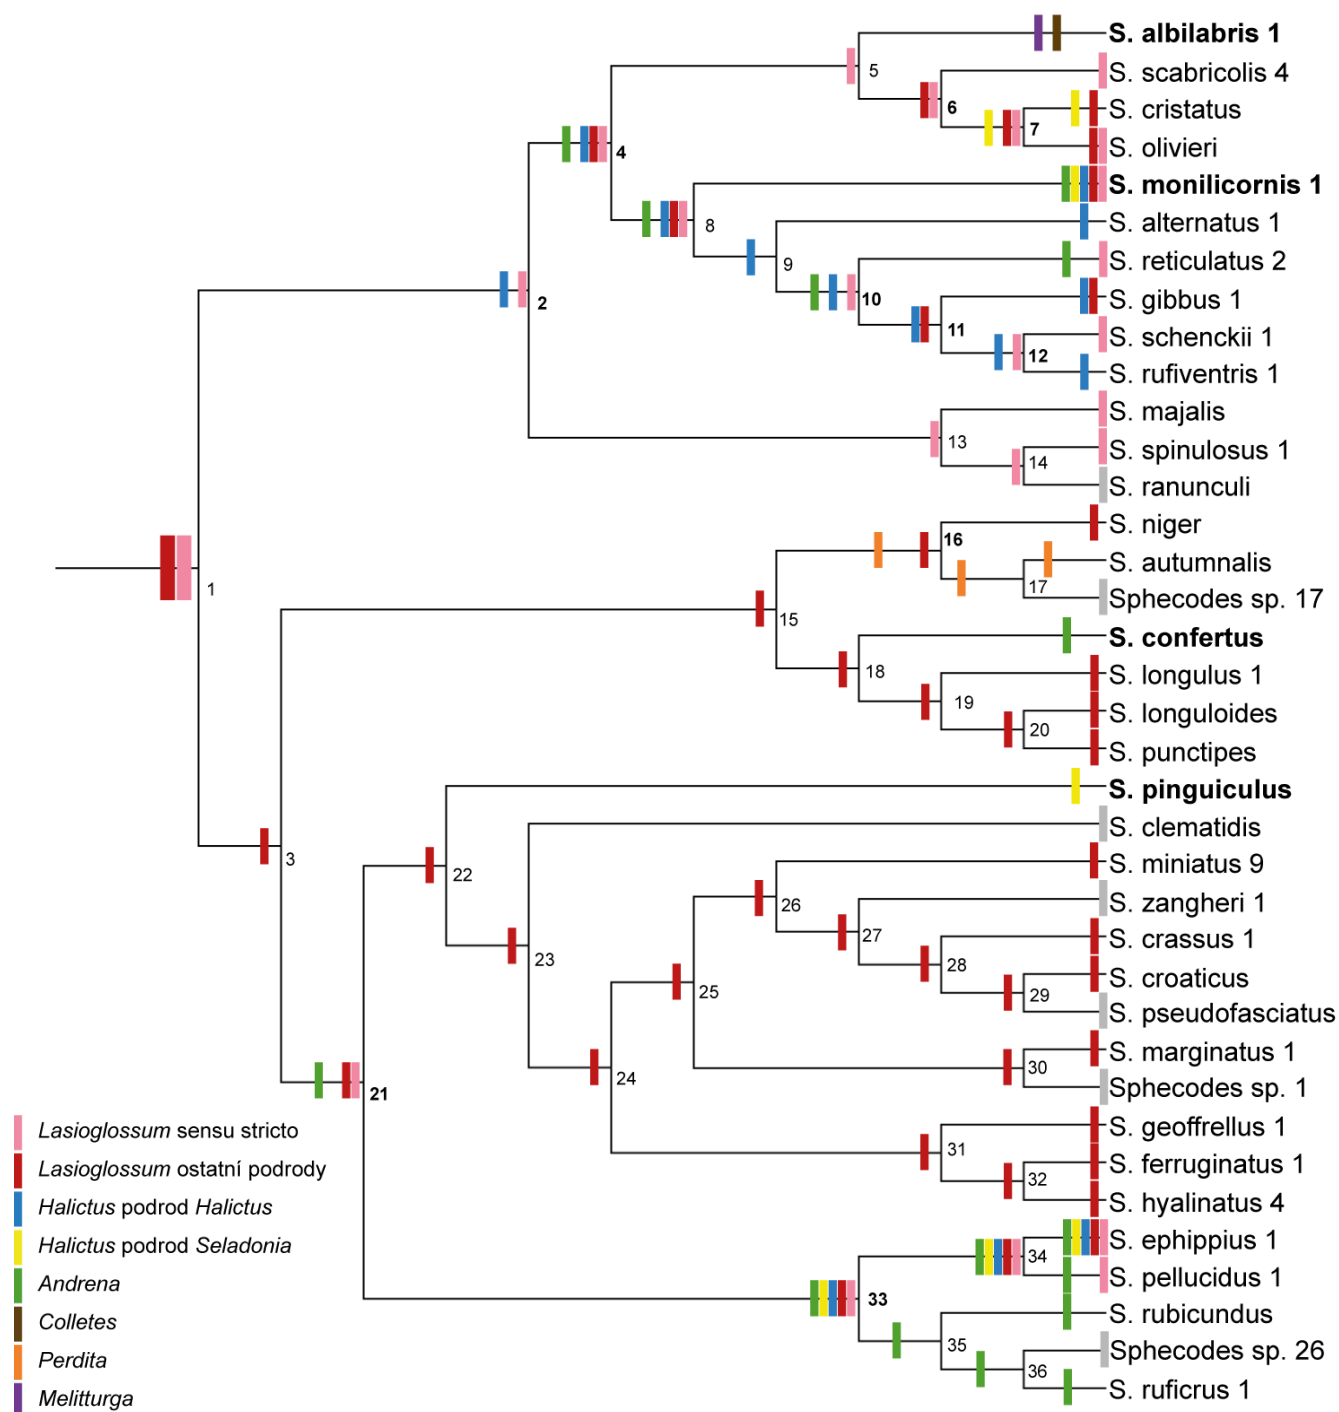 S. albilabris 1
5
S. scabricolis 4
6
S. cristatus
7
4
S. olivieri
S. monilicornis 1
8
S. alternatus 1
9
S. reticulatus 2
2
10
S. gibbus 1
11
S. schenckii 1
12
S. rufiventris 1
S. majalis
13
S. spinulosus 1
14
S. ranunculi
S. niger
16
S. autumnalis
1
17
Sphecodes sp. 17
15
S. confertus
18
S. longulus 1
19
S. longuloides
20
S. punctipes
S. pinguiculus
S. clematidis
3
S. miniatus 9
22
26
S. zangheri 1
27
S. crassus 1
23
28
S. croaticus
25
29
S. pseudofasciatus
S. marginatus 1
24
30
21
Sphecodes sp. 1
Lasioglossum sensu stricto
S. geoffrellus 1
31
Lasioglossum ostatní podrody
S. ferruginatus 1
32
Halictus podrod Halictus
S. hyalinatus 4
Halictus podrod Seladonia
S. ephippius 1
34
Andrena
S. pellucidus 1
33
Colletes
S. rubicundus
35
Perdita
Sphecodes sp. 26
36
Melitturga
S. ruficrus 1